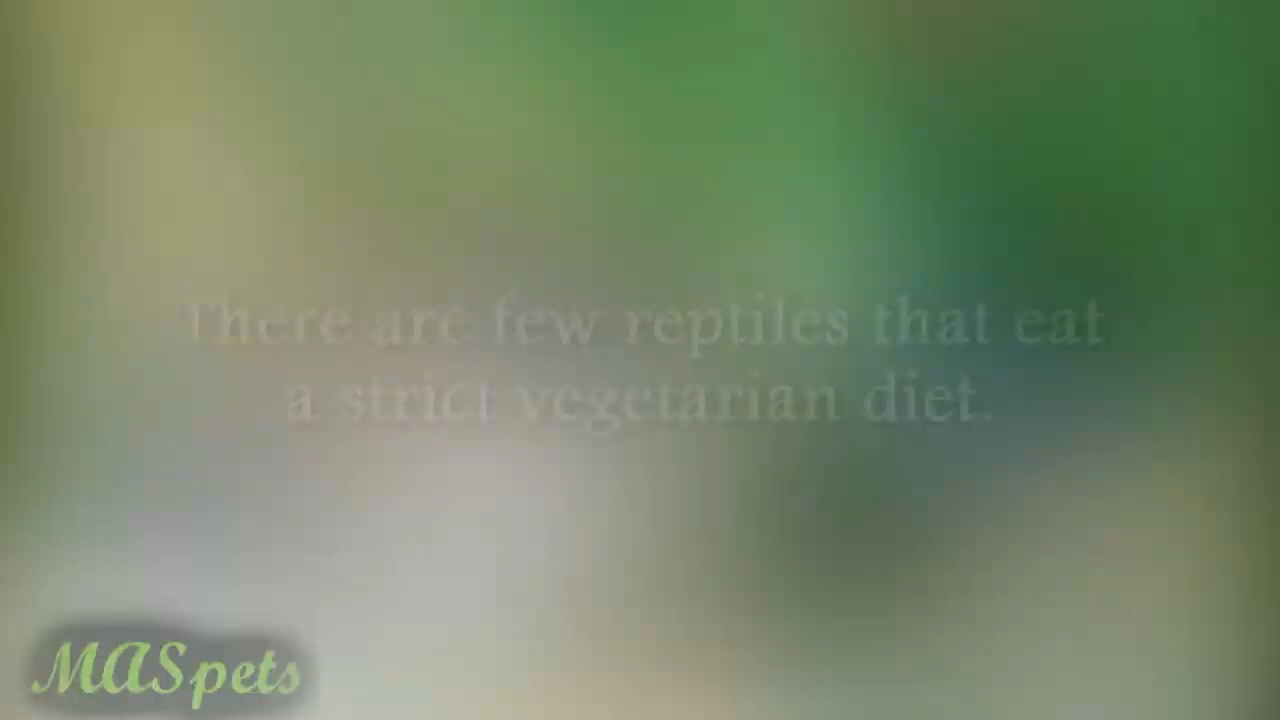 There are few reptiles that eat
a strict vegetarian diet.
MASpets